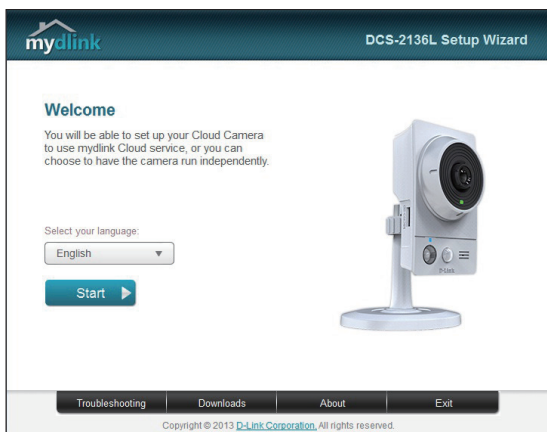 mydlink
DCS-2136L Setup Wizard
Welcome
You will be able to set up your Cloud Camera
to use mydlink Cloud service, or you can
choose to have the camera run independently.
Select your language:
English
Start
D-Link
Troubleshooting Downloads About Exit
Copyright © 2013 D-Link Corporation. All rights reserved.